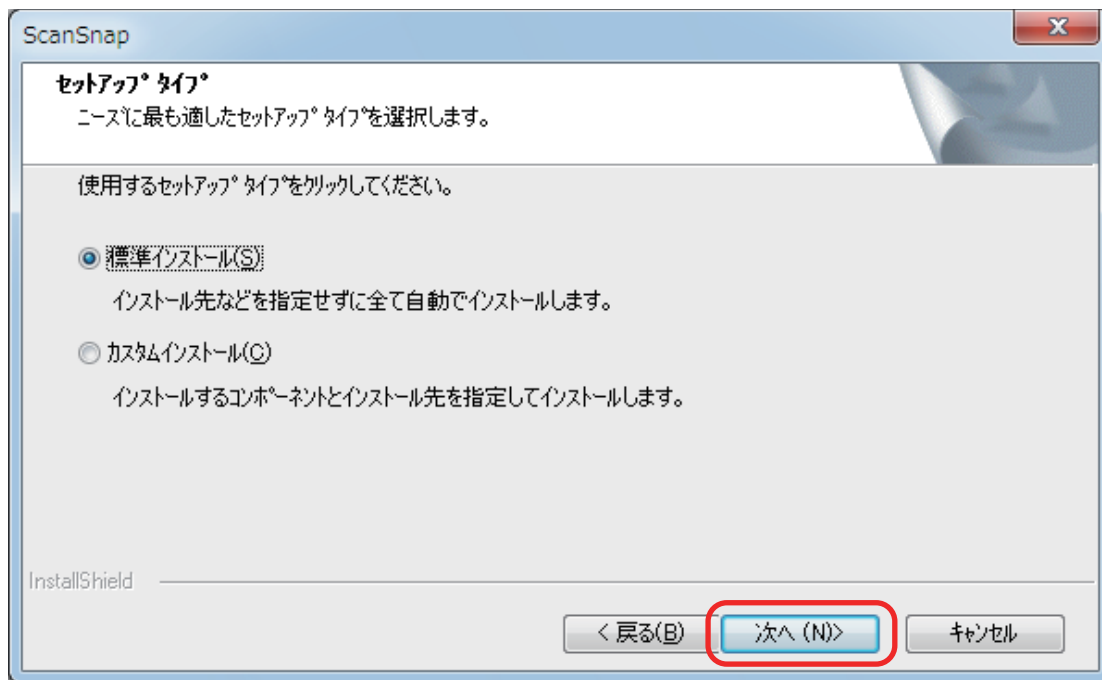 ScanSnap
セットアップ タイプ
ニーズに最も適したセットアップ タイプを選択します。
使用するセットアップ タイプをクリックしてください。
標準インストール(S)
インストール先などを指定せずに全て自動でインストールします。
カスタムインストール(C)
インストールするコンポーネントとインストール先を指定してインストールします。
InstallShield
< 戻る(B) 次へ (N)> キャンセル